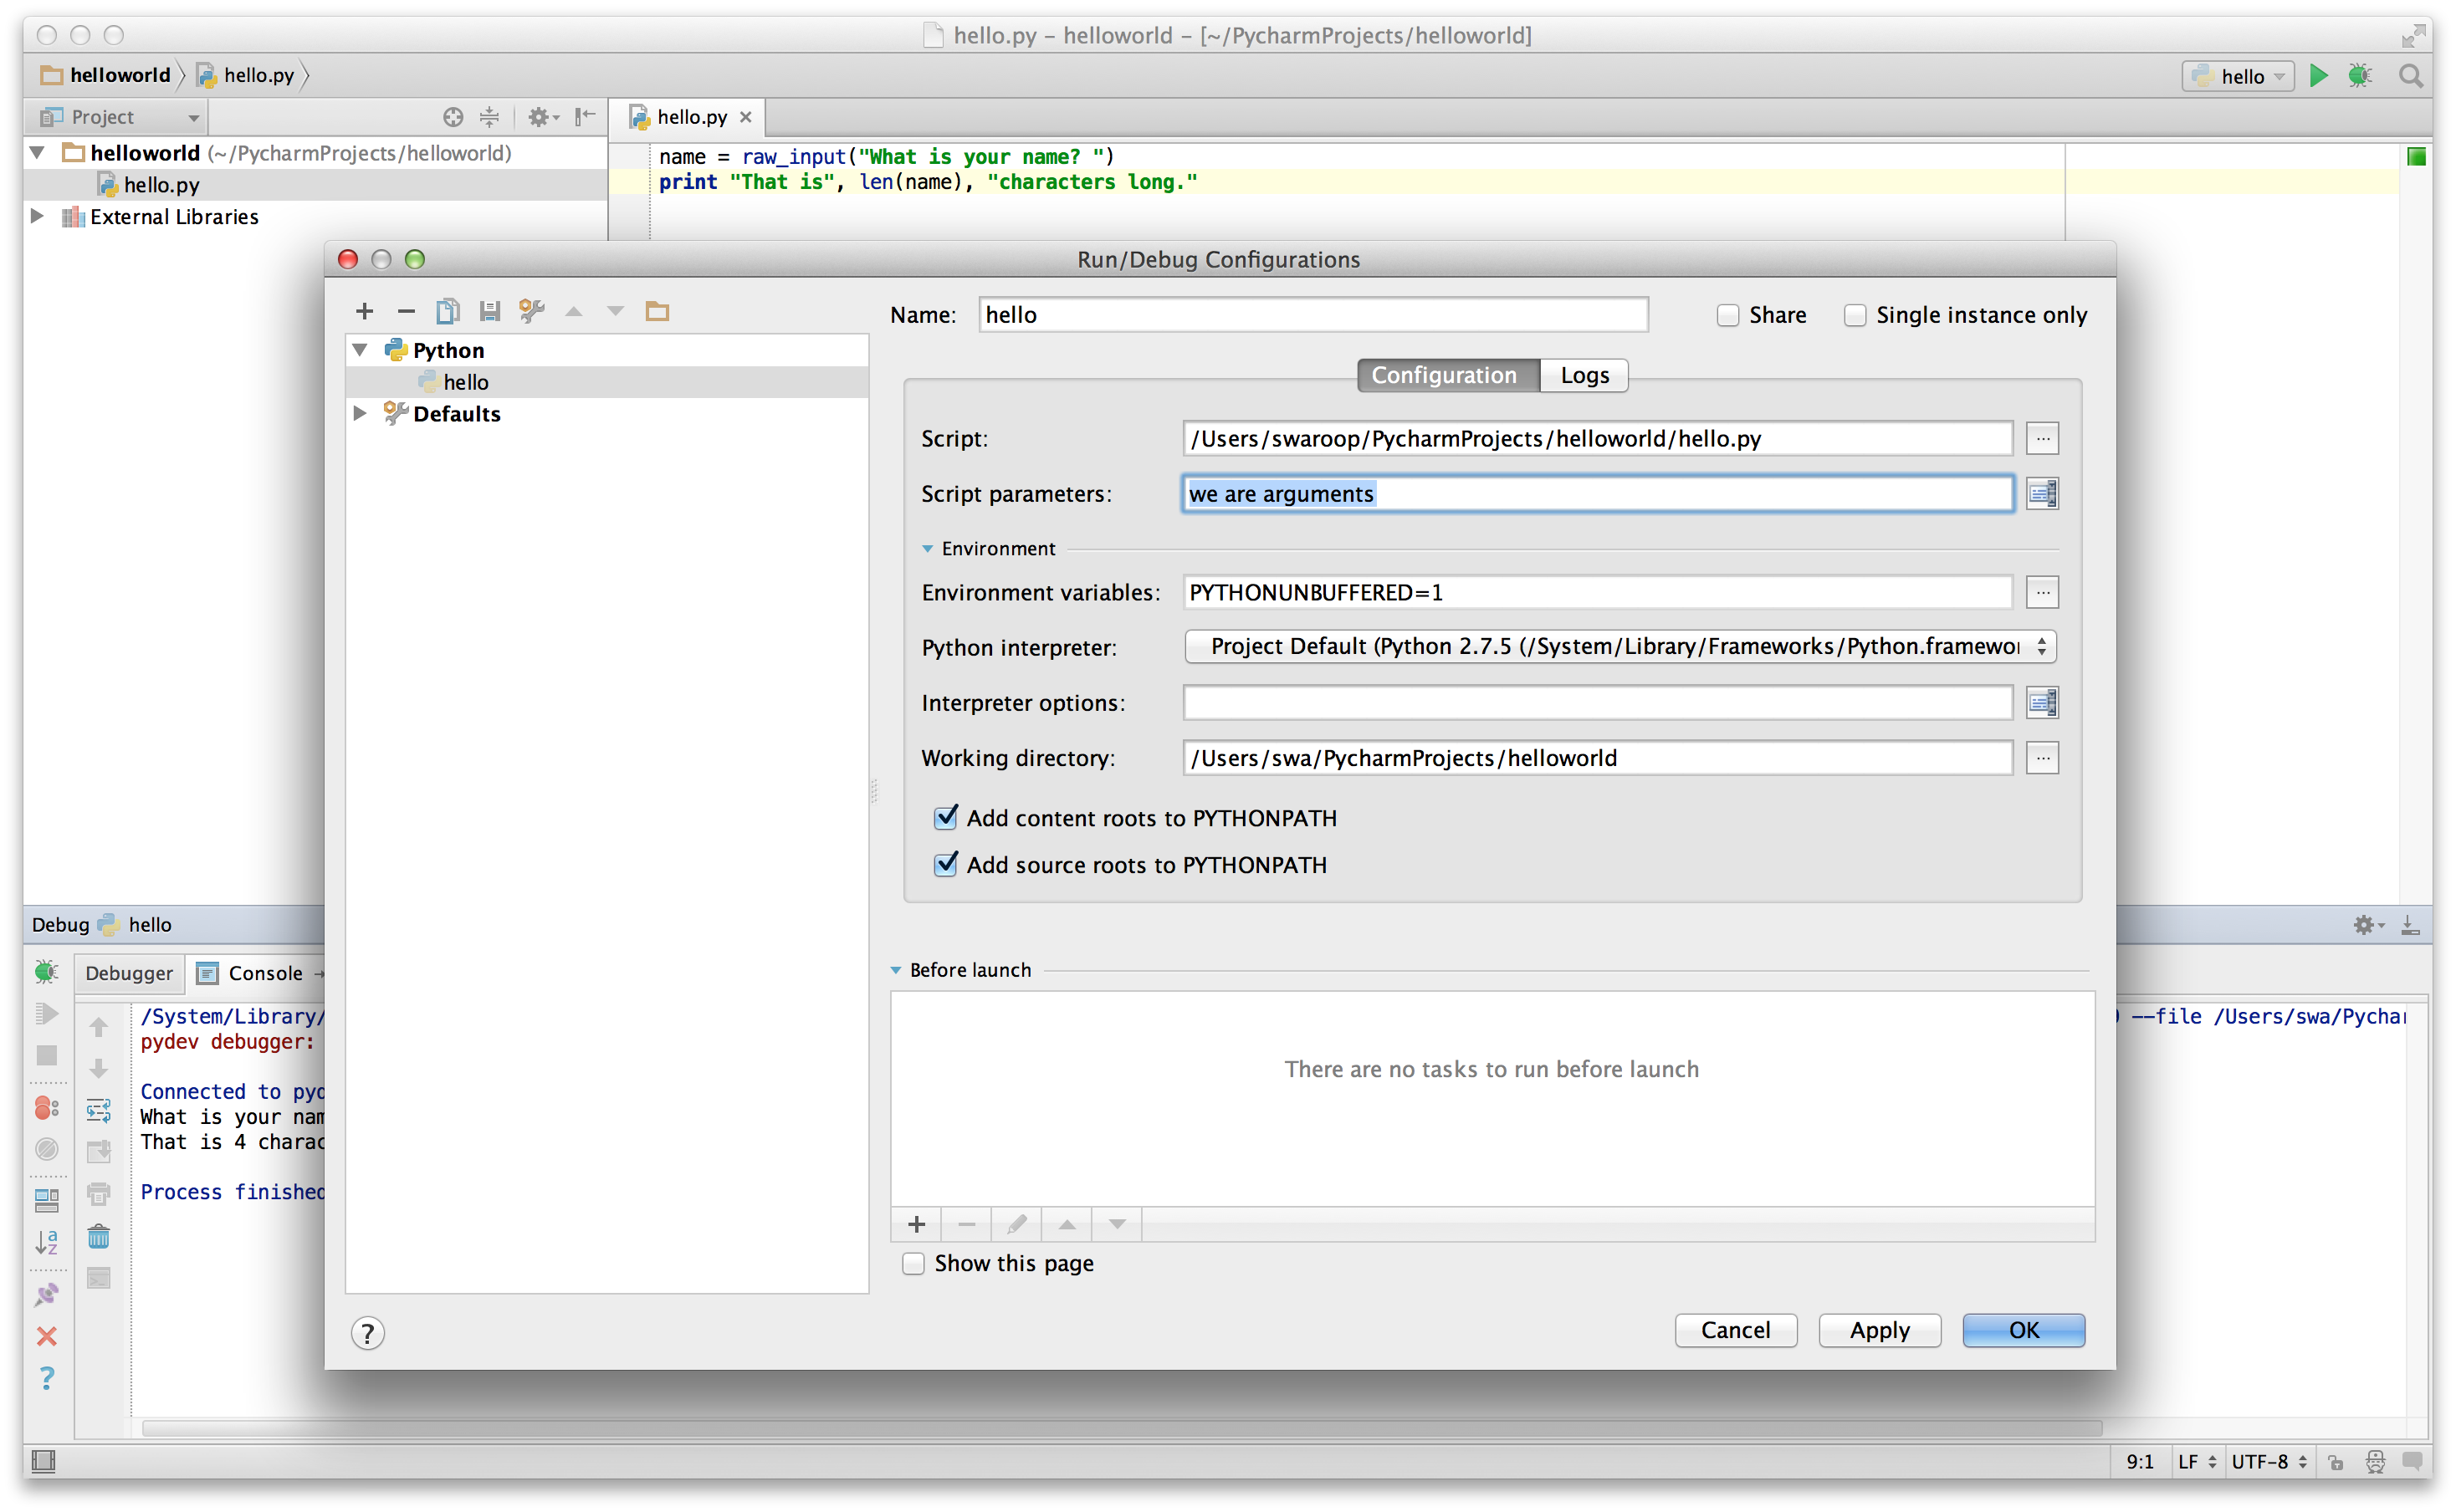 hello.py – helloworld – [~/PycharmProjects/helloworld]
helloworld hello.py hello
Project
hello.py
helloworld (~/PycharmProjects/helloworld)
hello.py
External Libraries
name = raw_input("What is your name? ")
print "That is", len(name), "characters long."
Run/Debug Configurations
Python
hello
Defaults
Name: hello
Share
Single instance only
Configuration Logs
Script: /Users/swaroop/PycharmProjects/helloworld/hello.py
...
Script parameters: we are arguments
Environment
Environment variables: PYTHONUNBUFFERED=1
...
Python interpreter: Project Default (Python 2.7.5 (/System/Library/Frameworks/Python.framewo
Interpreter options:
Working directory: /Users/swa/PycharmProjects/helloworld
...
Add content roots to PYTHONPATH
Add source roots to PYTHONPATH
Before launch
There are no tasks to run before launch
Show this page
?
Cancel Apply OK
Debug hello
Debugger Console
/System/Library/
--file /Users/swa/Pycha
pydev debugger:
Connected to pyd
What is your nam
That is 4 charac
Process finished
a
z
?
9:1 LF UTF-8